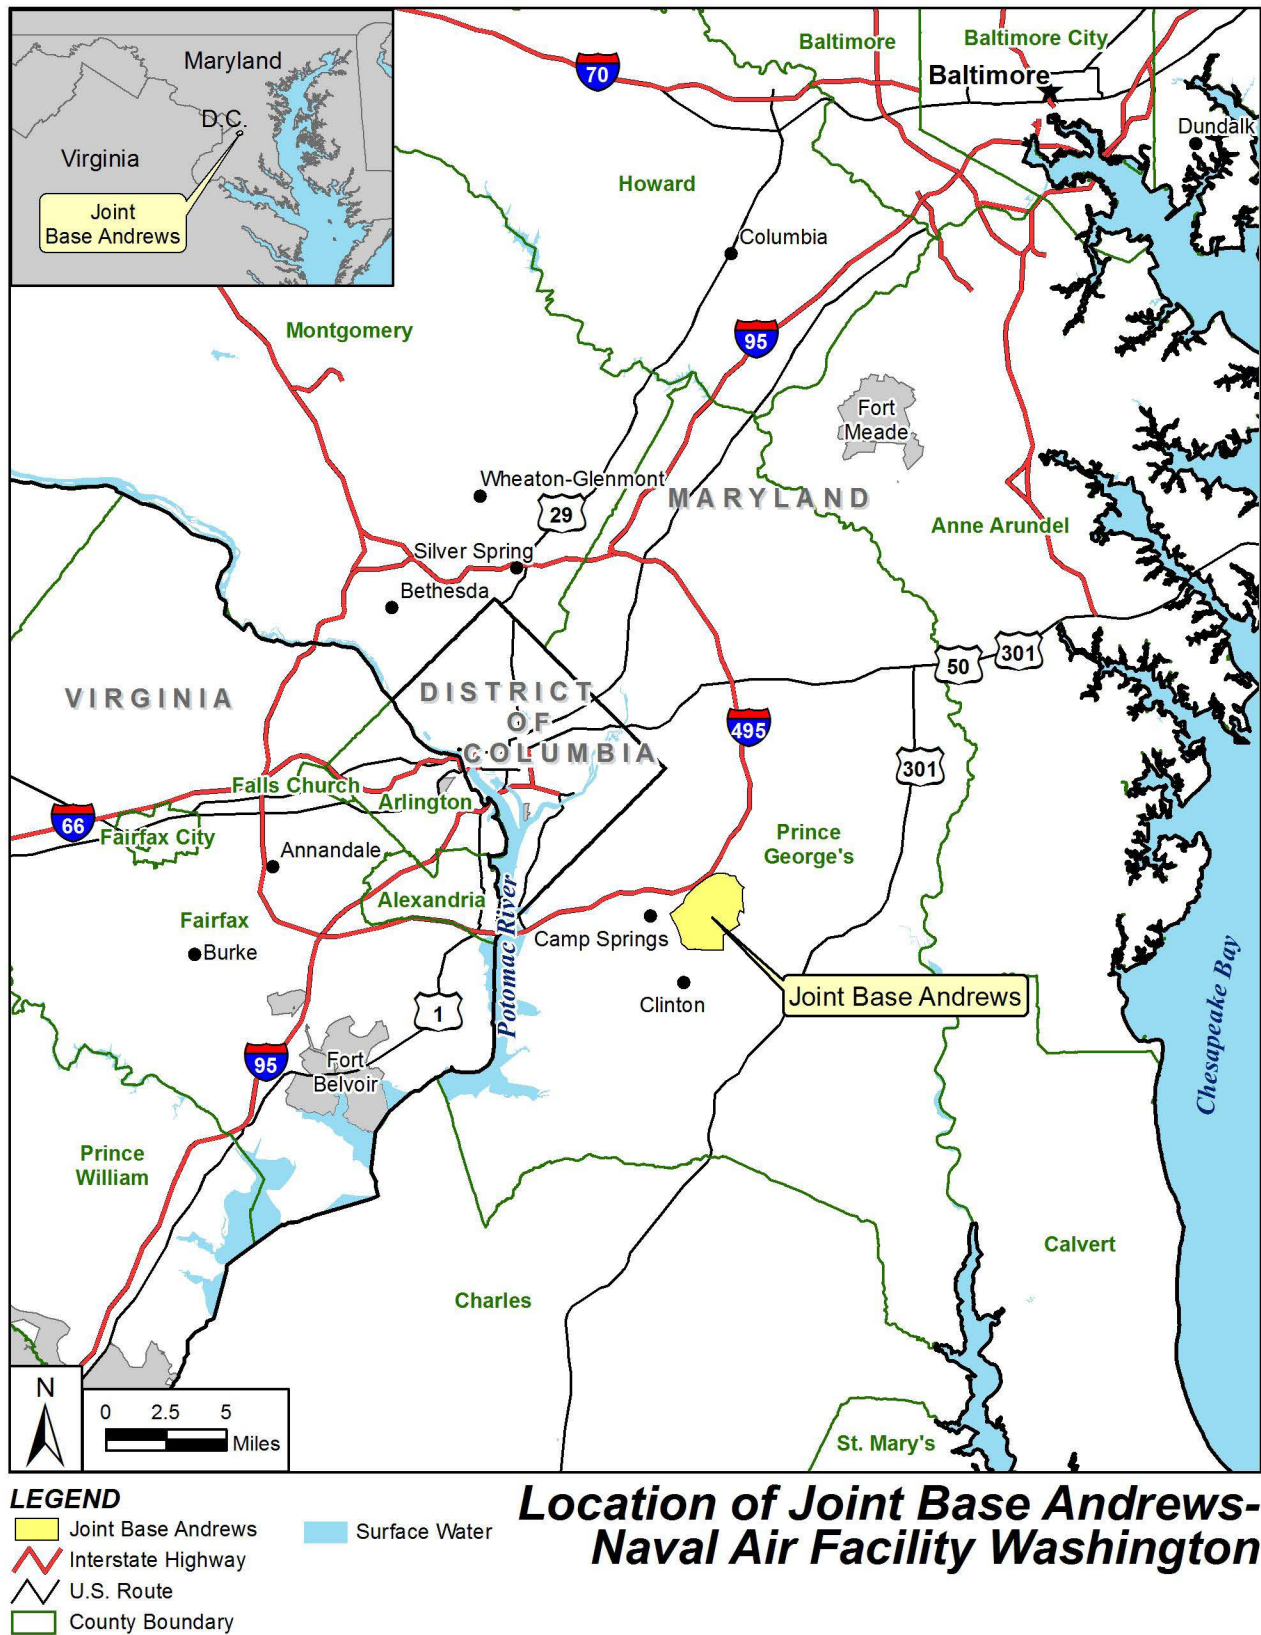 Maryland
D.C.
Virginia
Joint
Base Andrews
70
Baltimore
Baltimore City
Baltimore
Dundalk
Howard
Columbia
Montgomery
95
Fort
Meade
Wheaton-Glenmont
29
MARYLAND
Anne Arundel
Silver Spring
Bethesda
50
301
VIRGINIA
DISTRICT
OF
COLUMBIA
495
301
Falls Church
Arlington
66
Fairfax City
Annandale
Prince
George's
Alexandria
Fairfax
Burke
Potomac River
Camp Springs
Clinton
Joint Base Andrews
Chesapeake Bay
1
95
Fort
Belvoir
Prince
William
Calvert
Charles
St. Mary's
N
0 2.5 5
Miles
LEGEND
Joint Base Andrews
Interstate Highway
U.S. Route
County Boundary
Surface Water
Location of Joint Base Andrews-
Naval Air Facility Washington